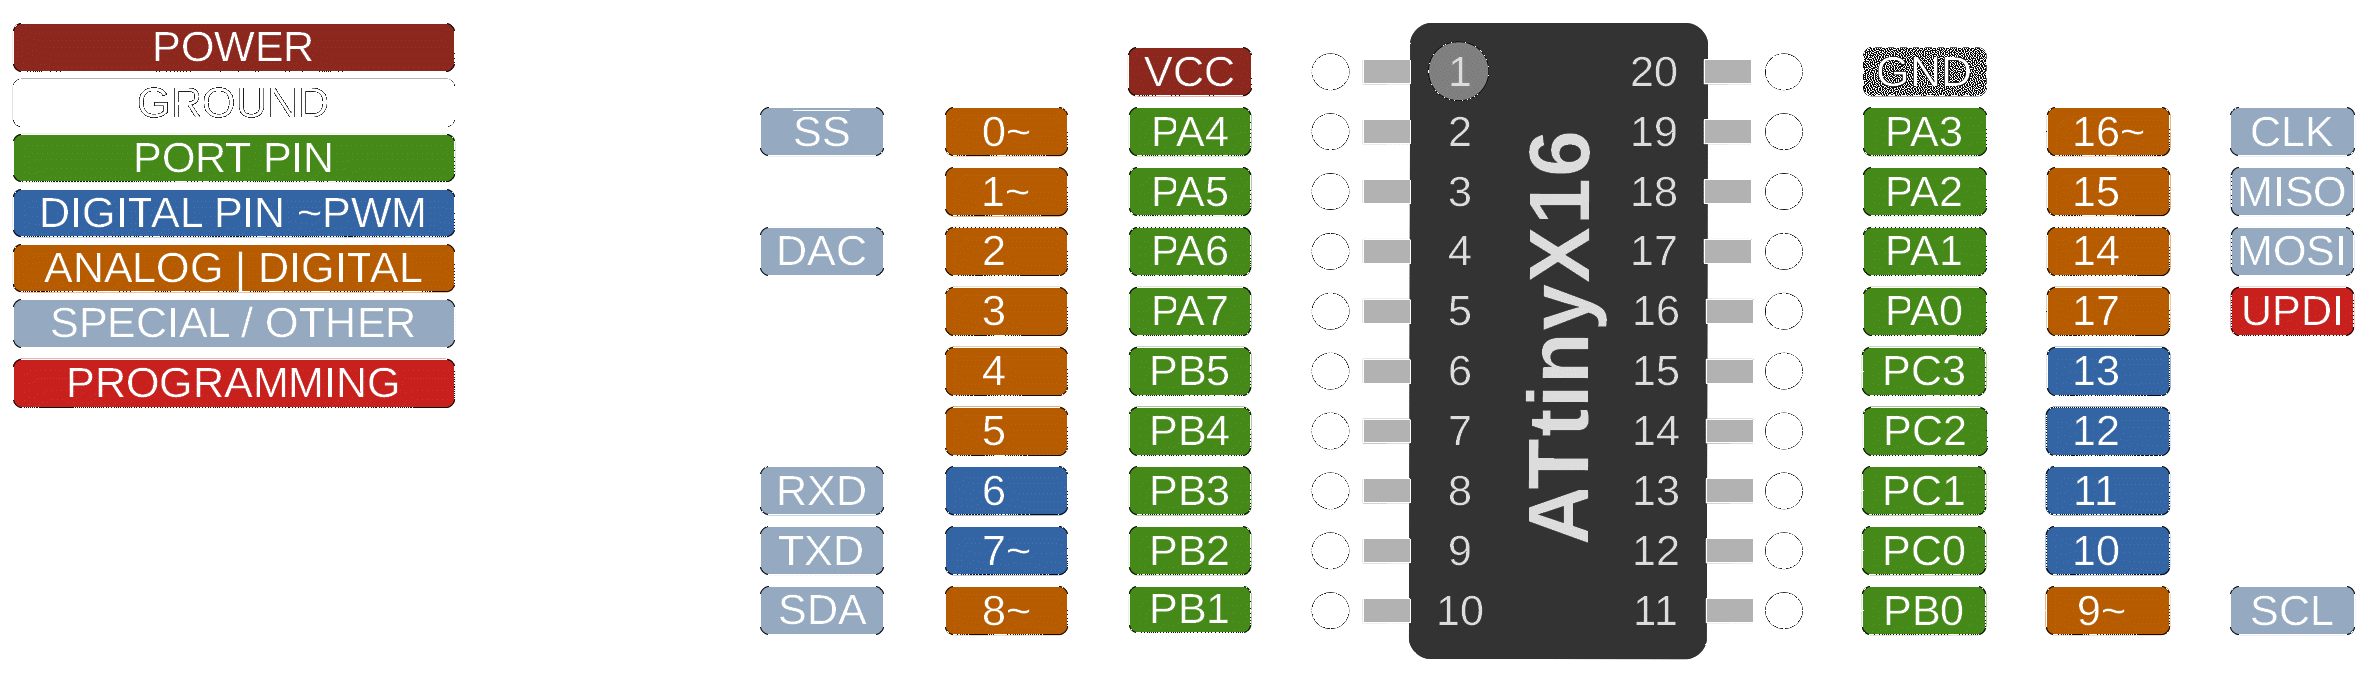 POWER
GROUND
PORT PIN
DIGITAL PIN ~PWM
ANALOG | DIGITAL
SPECIAL / OTHER
PROGRAMMING
VCC 1 20 GND
SS 0~ PA4 2 19 PA3 16~ CLK
1~ PA5 3 18 PA2 15 MISO
DAC 2 PA6 4 17 PA1 14 MOSI
3 PA7 5 16 PA0 17 UPDI
4 PB5 6 15 PC3 13
5 PB4 7 14 PC2 12
RXD 6 PB3 8 13 PC1 11
TXD 7~ PB2 9 12 PC0 10
SDA 8~ PB1 10 11 PB0 9~ SCL
ATtinyX16